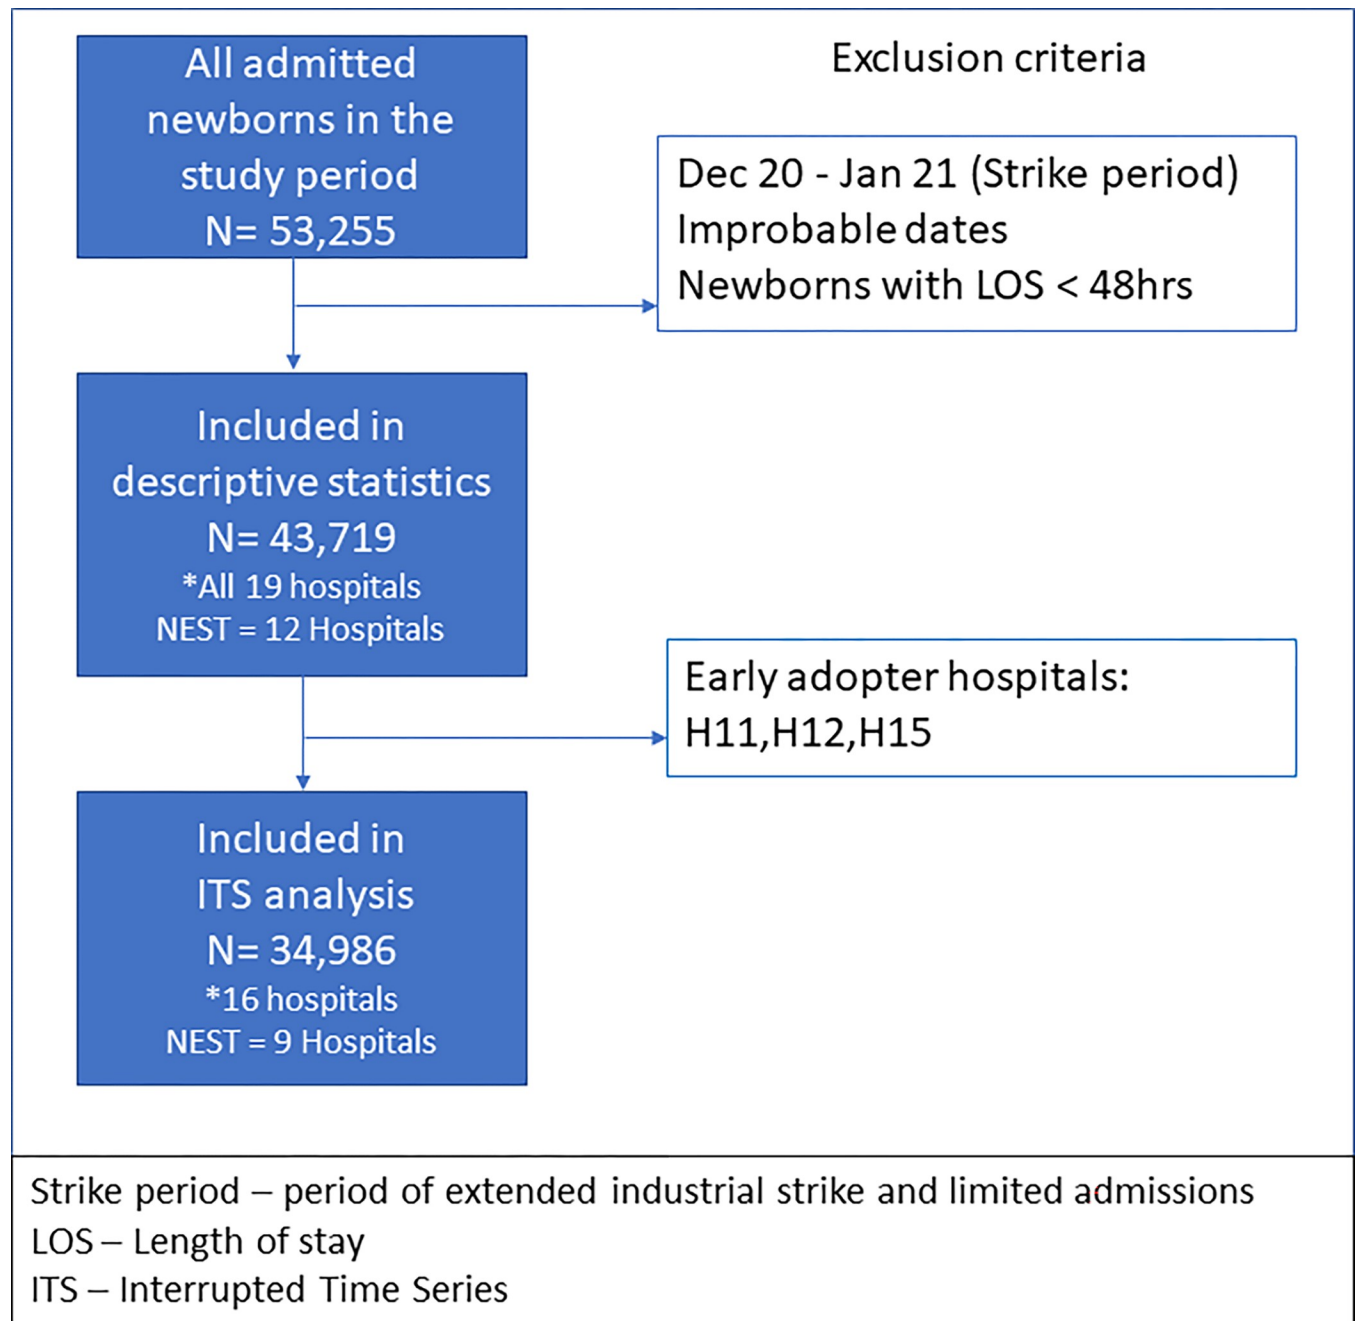 All admitted
newborns in the
study period
N= 53,255
Exclusion criteria
Dec 20 - Jan 21 (Strike period)
Improbable dates
Newborns with LOS < 48hrs
Included in
descriptive statistics
N= 43,719
*All 19 hospitals
NEST = 12 Hospitals
Early adopter hospitals:
H11,H12,H15
Included in
ITS analysis
N= 34,986
*16 hospitals
NEST = 9 Hospitals
Strike period – period of extended industrial strike and limited admissions
LOS – Length of stay
ITS – Interrupted Time Series